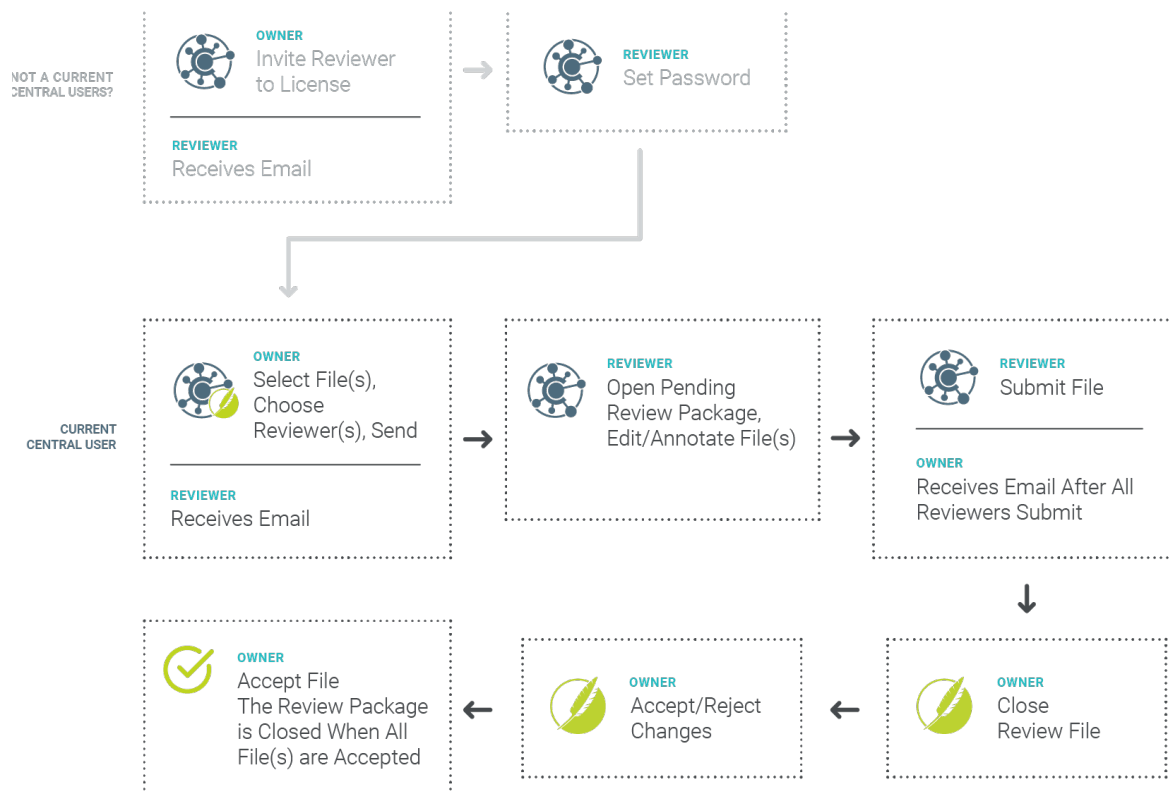 NOT A CURRENT
CENTRAL USERS?
OWNER
Invite Reviewer
to License
REVIEWER
Receives Email
REVIEWER
Set Password
CURRENT
CENTRAL USER
OWNER
Select File(s),
Choose
Reviewer(s), Send
REVIEWER
Receives Email
REVIEWER
Open Pending
Review Package,
Edit/Annotate File(s)
REVIEWER
Submit File
OWNER
Receives Email After All
Reviewers Submit
OWNER
Close
Review File
OWNER
Accept/Reject
Changes
OWNER
Accept File
The Review Package
is Closed When All
File(s) are Accepted